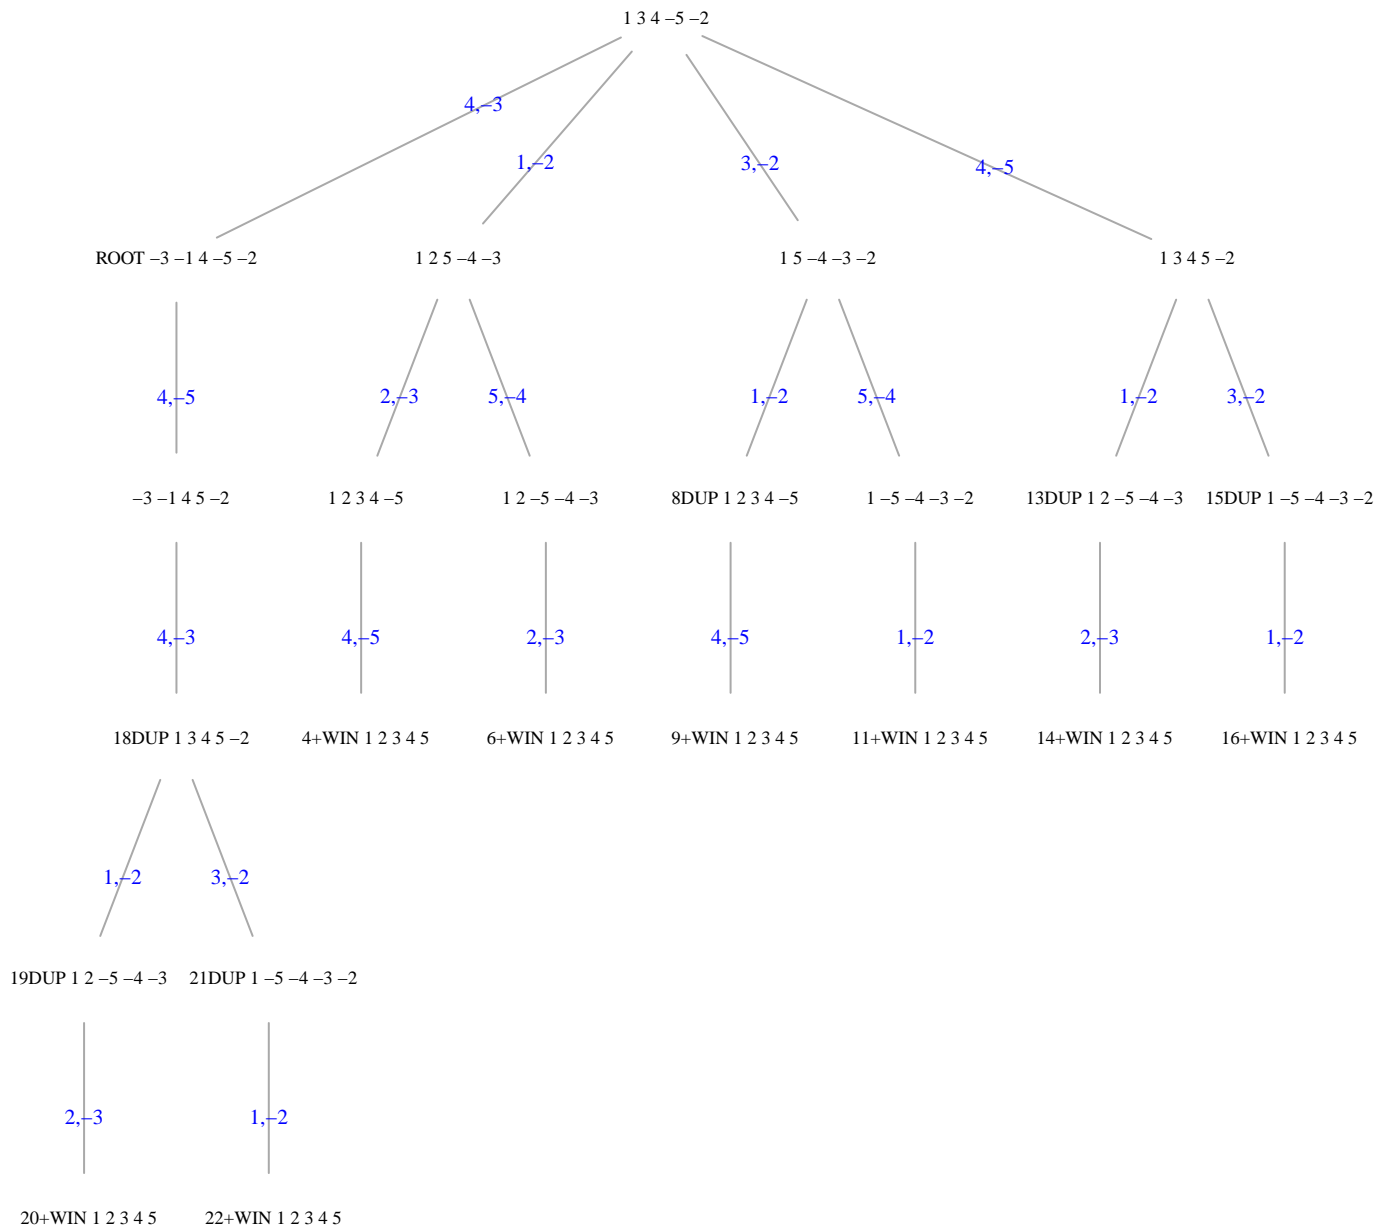 1 3 4 –5 –2
4,–3
1,–2
3,–2
4,–5
ROOT –3 –1 4 –5 –2
1 2 5 –4 –3
1 5 –4 –3 –2
1 3 4 5 –2
4,–5
2,–3
5,–4
1,–2
5,–4
1,–2
3,–2
–3 –1 4 5 –2
1 2 3 4 –5
1 2 –5 –4 –3
8DUP 1 2 3 4 –5
1 –5 –4 –3 –2
13DUP 1 2 –5 –4 –3
15DUP 1 –5 –4 –3 –2
4,–3
4,–5
2,–3
4,–5
1,–2
2,–3
1,–2
18DUP 1 3 4 5 –2
4+WIN 1 2 3 4 5
6+WIN 1 2 3 4 5
9+WIN 1 2 3 4 5
11+WIN 1 2 3 4 5
14+WIN 1 2 3 4 5
16+WIN 1 2 3 4 5
1,–2
3,–2
19DUP 1 2 –5 –4 –3
21DUP 1 –5 –4 –3 –2
2,–3
1,–2
20+WIN 1 2 3 4 5
22+WIN 1 2 3 4 5